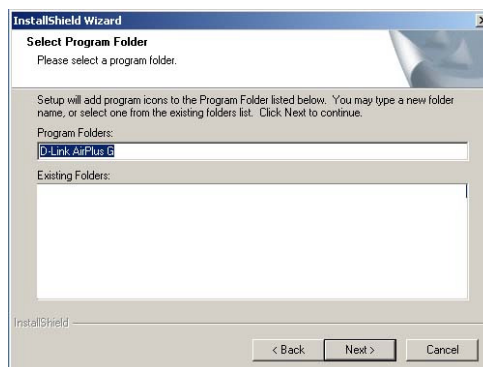 InstallShield Wizard
Select Program Folder
Please select a program folder.
Setup will add program icons to the Program Folder listed below. You may type a new folder
name, or select one from the existing folders list. Click Next to continue.
Program Folders:
D-Link AirPlus G
Existing Folders:
InstallShield
< Back Next > Cancel